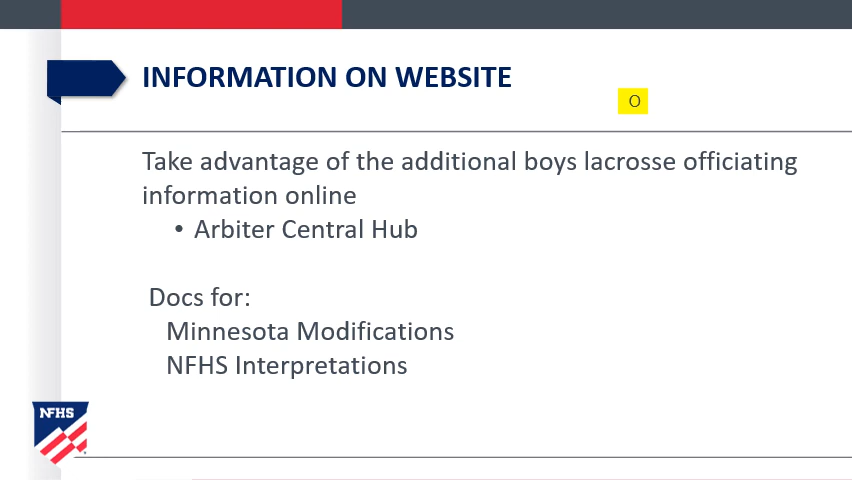 INFORMATION ON WEBSITE
O
Take advantage of the additional boys lacrosse officiating
information online
• Arbiter Central Hub
Docs for:
Minnesota Modifications
NFHS Interpretations
NFHS